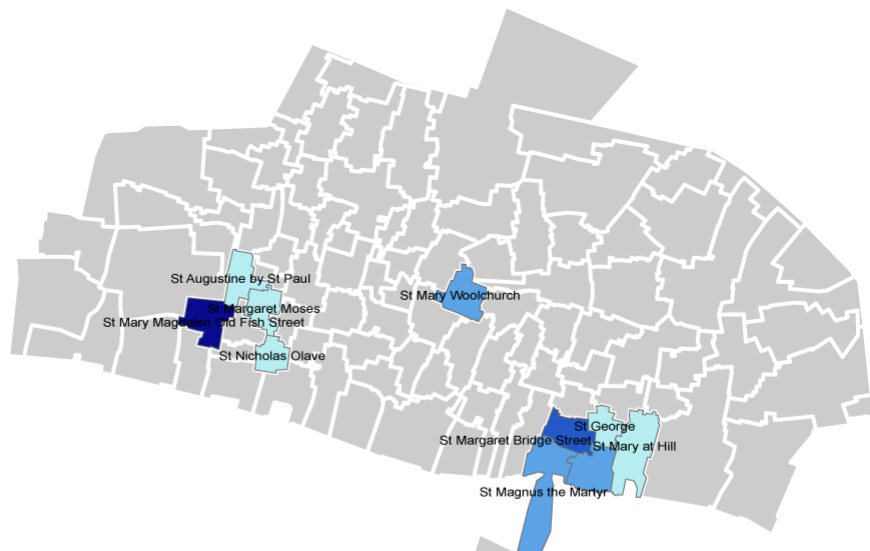 St Augustine by St Paul
St Mary Woolchurch
St Margaret Moses
St Mary Magdalen Old Fish Street
St Nicholas Olave
St George
St Margaret Bridge Street
St Mary at Hill
St Magnus the Martyr